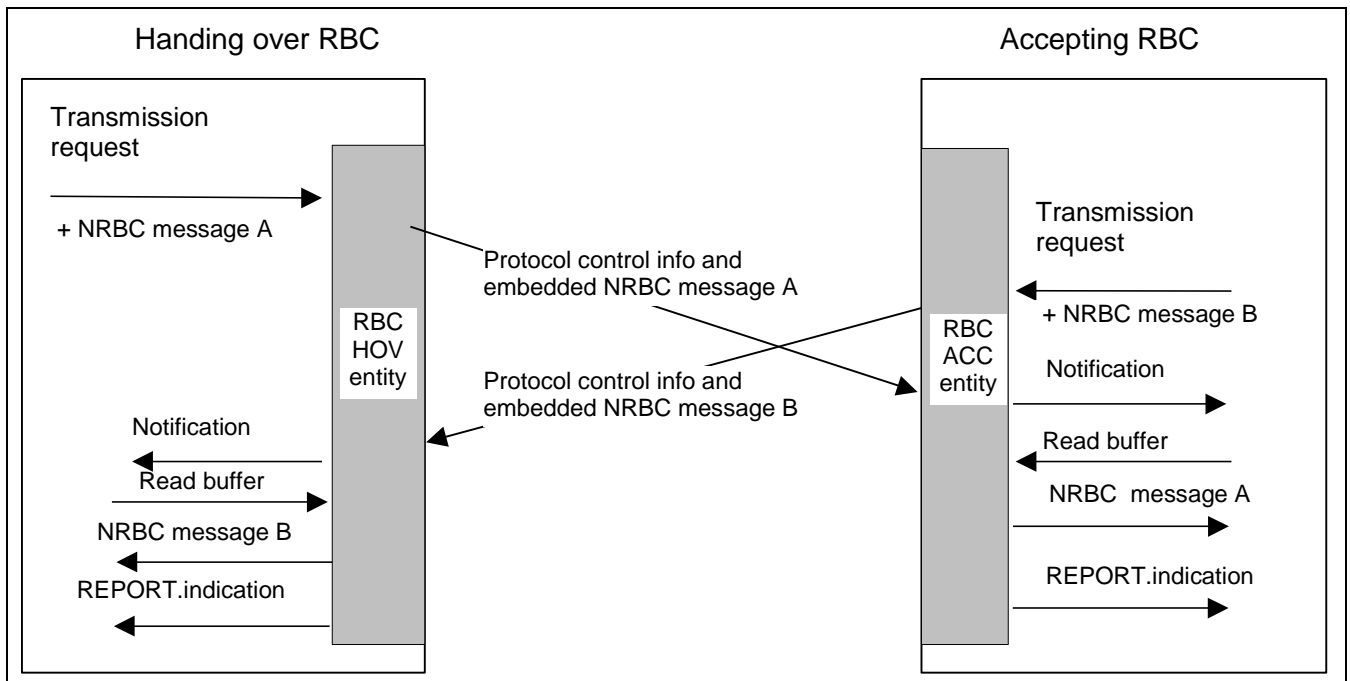 Handing over RBC
Accepting RBC
Transmission
request
+ NRBC message A
RBC
HOV
entity
Notification
Read buffer
NRBC message B
REPORT.indication
Protocol control info and
embedded NRBC message A
Protocol control info and
embedded NRBC message B
Transmission
request
+ NRBC message B
RBC
ACC
entity
Notification
Read buffer
NRBC message A
REPORT.indication